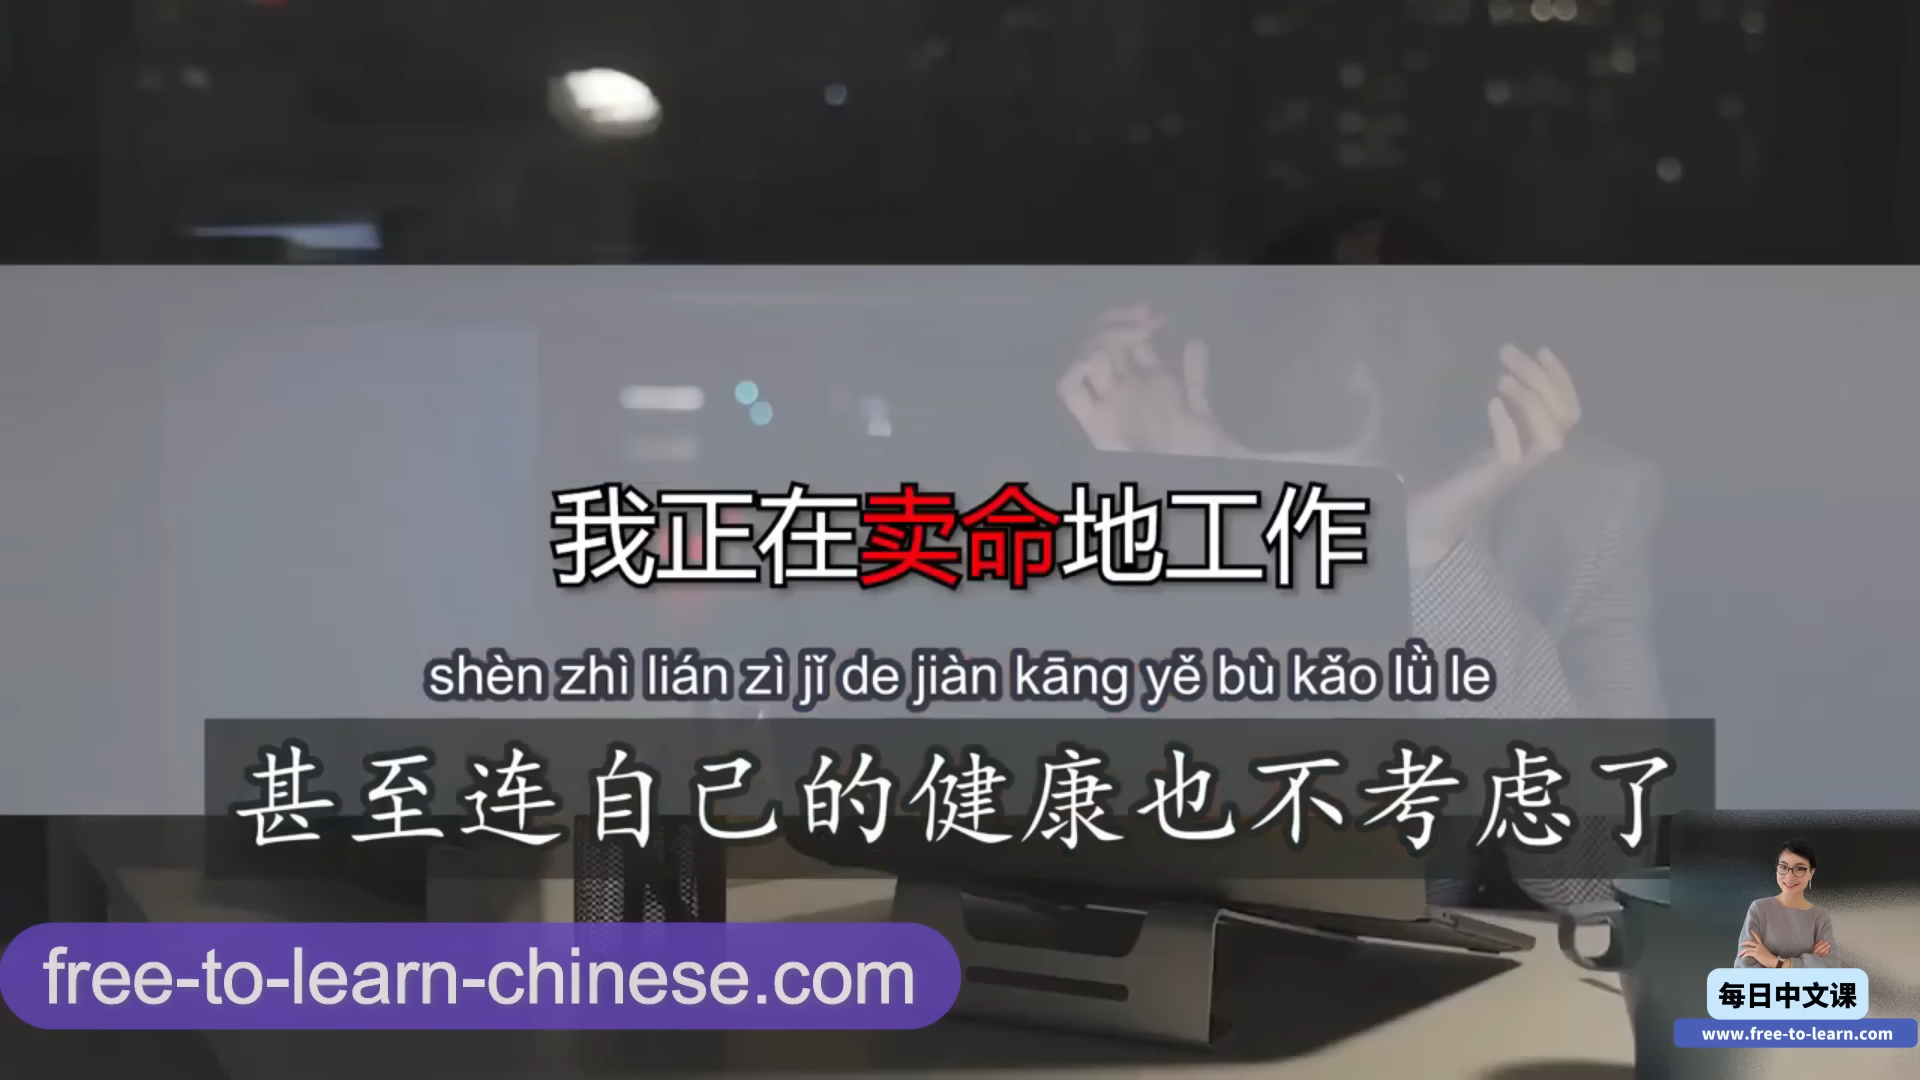 我正在卖命地工作
shèn zhì lián zì jǐ de jiàn kāng yě bù kǎo lǜ le
甚至连自己的健康也不考虑了
free-to-learn-chinese.com
每日中文课
www.free-to-learn.com